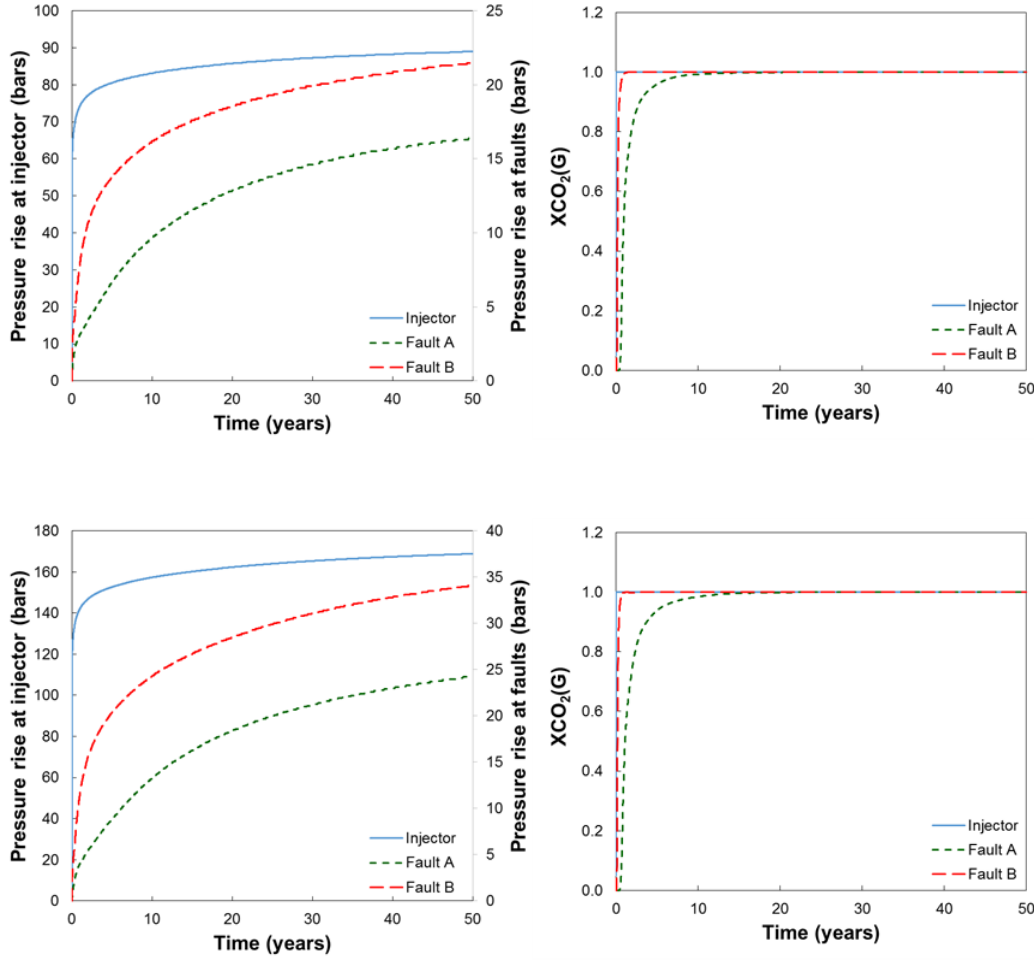 Pressure rise at injector (bars)
100
90
80
70
60
50
40
30
20
10
0
25
20
15
10
5
0
Pressure rise at faults (bars)
Injector
Fault A
Fault B
0 10 20 30 40 50
Time (years)
XCO₂(G)
1.2
1.0
0.8
0.6
0.4
0.2
0.0
Injector
Fault A
Fault B
0 10 20 30 40 50
Time (years)
Pressure rise at injector (bars)
180
160
140
120
100
80
60
40
20
0
40
35
30
25
20
15
10
5
0
Pressure rise at faults (bars)
Injector
Fault A
Fault B
0 10 20 30 40 50
Time (years)
XCO₂(G)
1.2
1.0
0.8
0.6
0.4
0.2
0.0
Injector
Fault A
Fault B
0 10 20 30 40 50
Time (years)